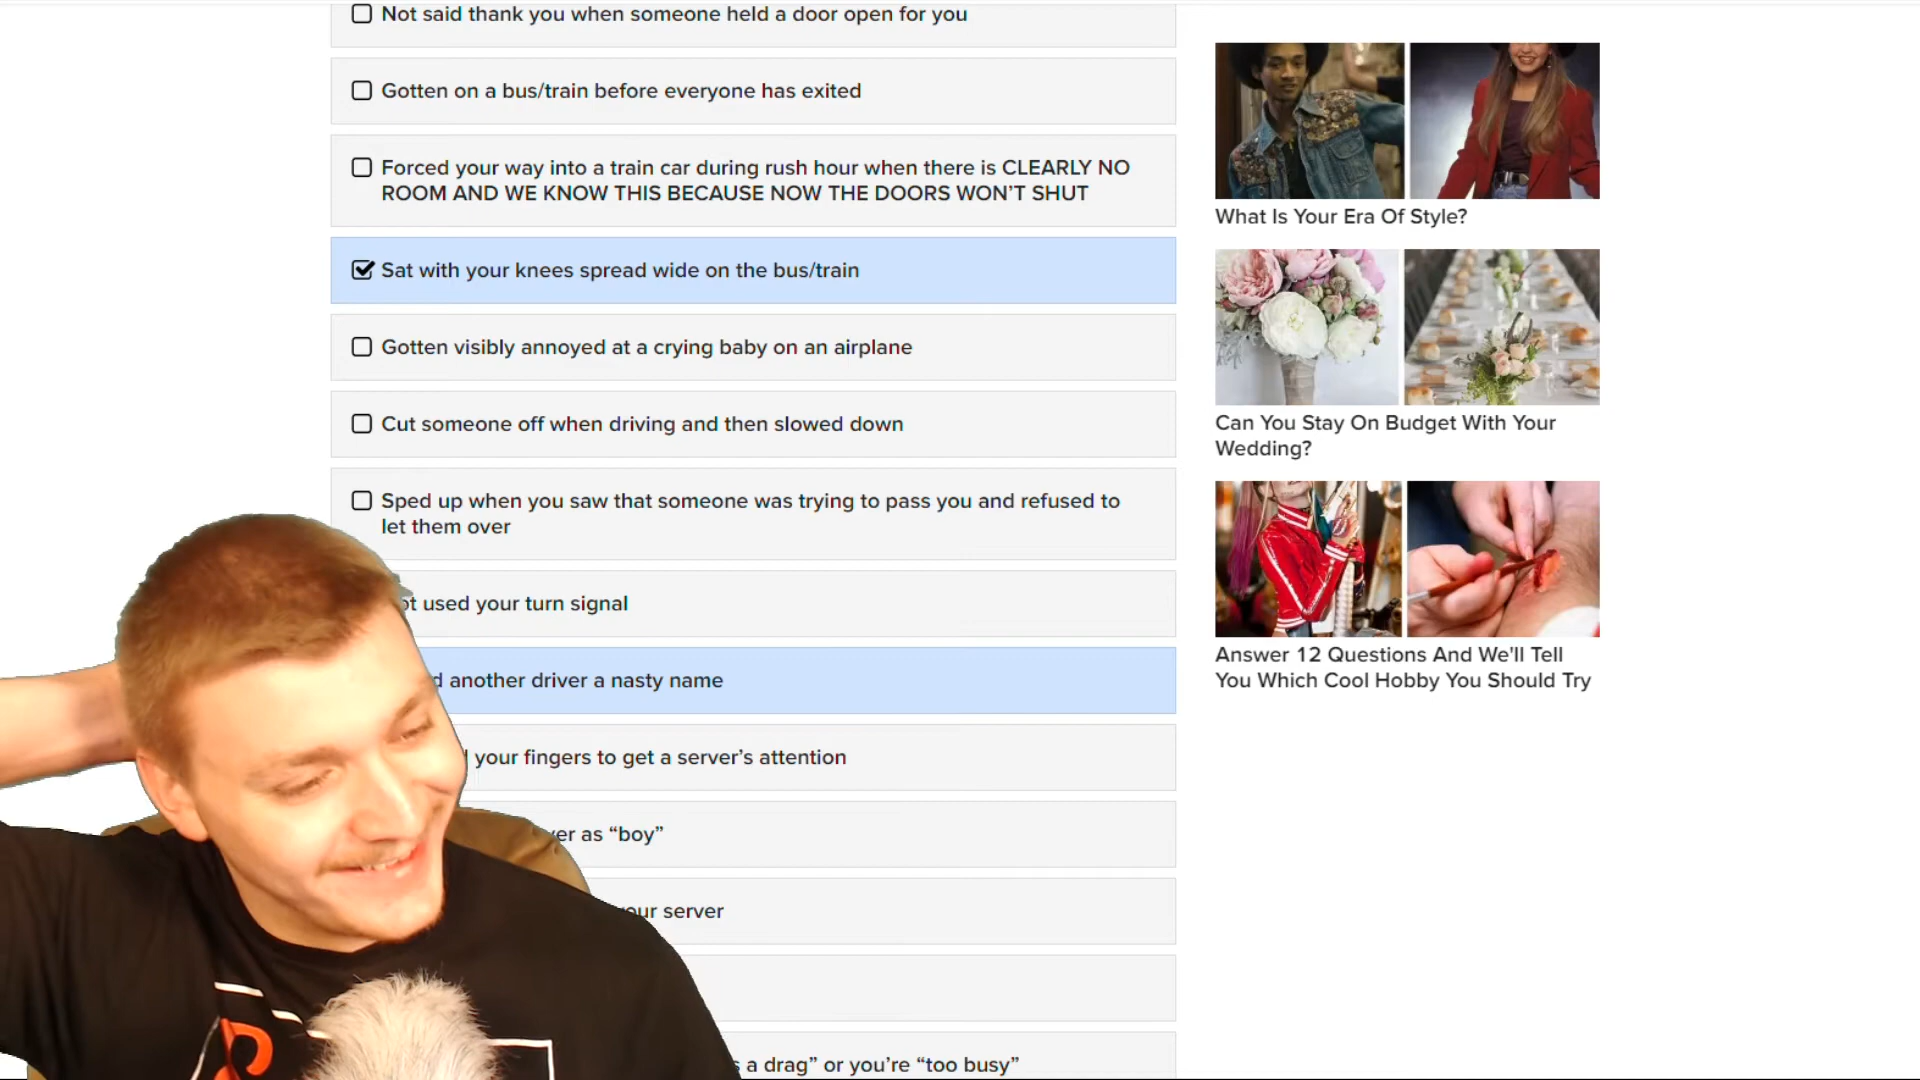 Not said thank you when someone held a door open for you
Gotten on a bus/train before everyone has exited
Forced your way into a train car during rush hour when there is CLEARLY NO
ROOM AND WE KNOW THIS BECAUSE NOW THE DOORS WON’T SHUT
Sat with your knees spread wide on the bus/train
Gotten visibly annoyed at a crying baby on an airplane
Cut someone off when driving and then slowed down
Sped up when you saw that someone was trying to pass you and refused to
let them over
used your turn signal
another driver a nasty name
your fingers to get a server’s attention
as “boy”
server
a drag” or you’re “too busy”
What Is Your Era Of Style?
Can You Stay On Budget With Your
Wedding?
Answer 12 Questions And We'll Tell
You Which Cool Hobby You Should Try